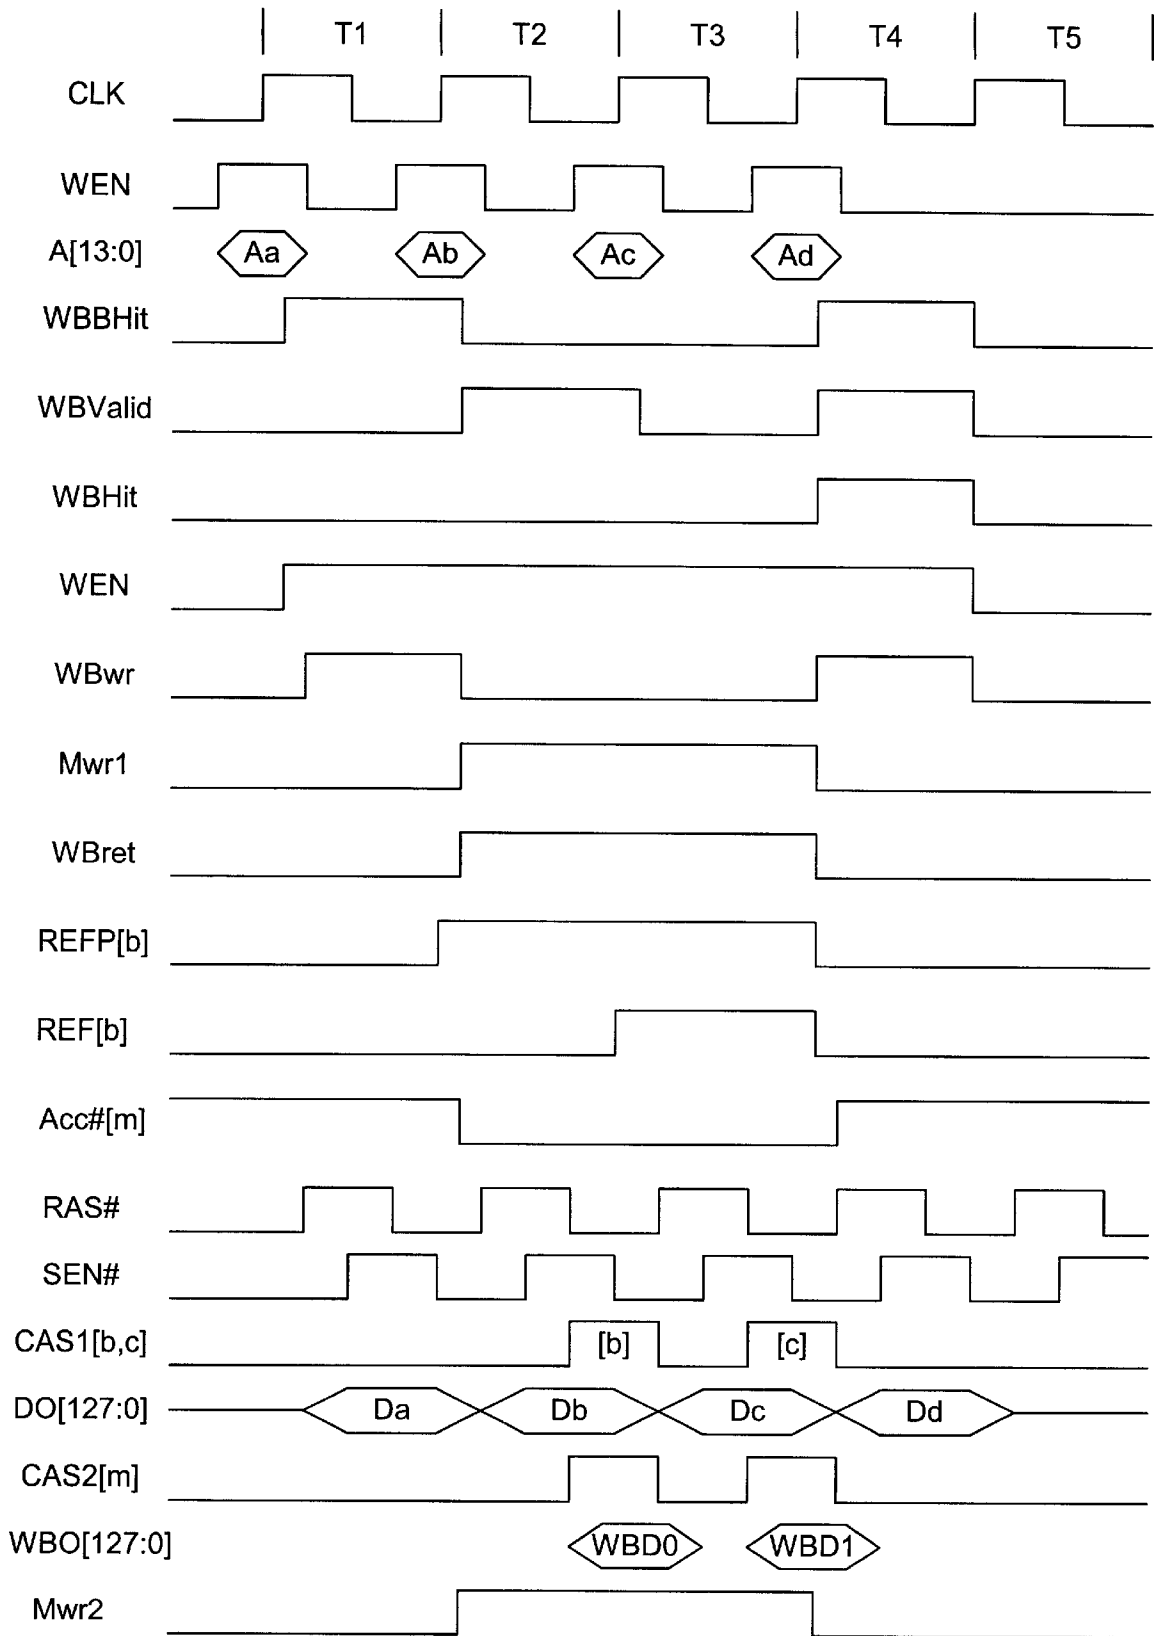 T1 T2 T3 T4 T5
CLK
WEN
A[13:0] Aa Ab Ac Ad
WBBHit
WBValid
WBHit
WEN
WBwr
Mwr1
WBret
REFP[b]
REF[b]
Acc#[m]
RAS#
SEN#
CAS1[b,c] [b] [c]
DO[127:0] Da Db Dc Dd
CAS2[m]
WBO[127:0] WBD0 WBD1
Mwr2